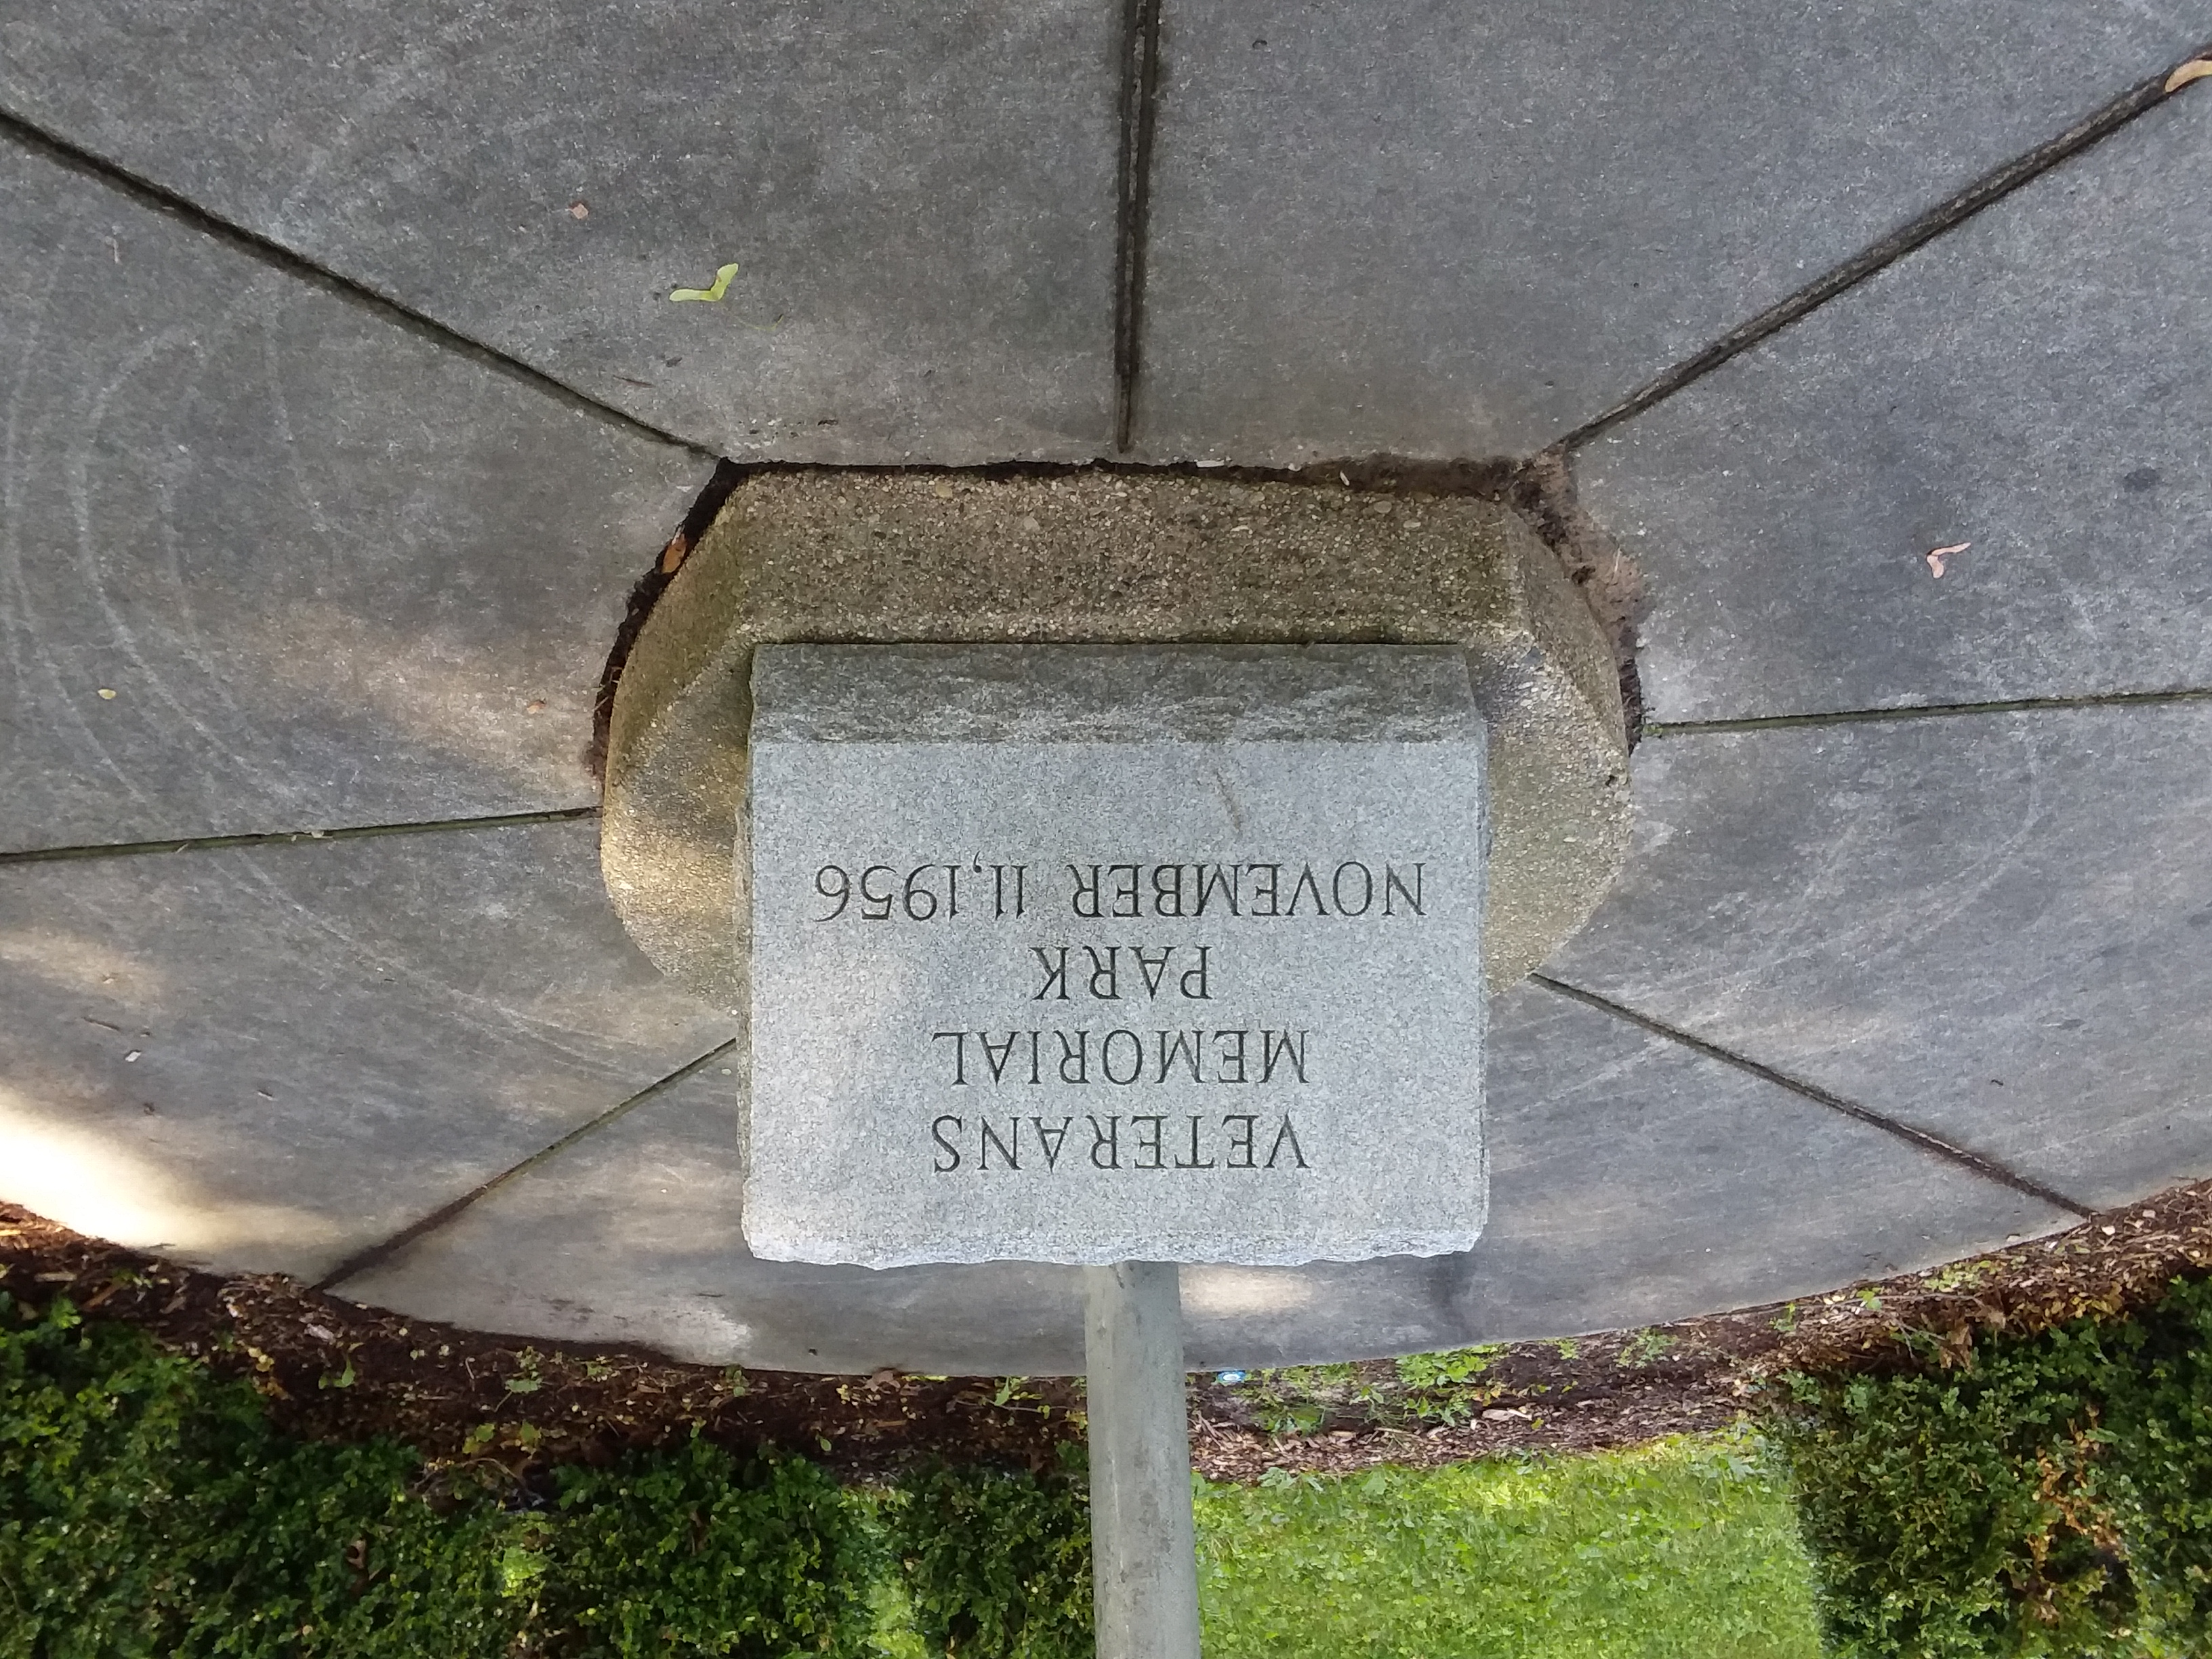 VETERANS
MEMORIAL
PARK
NOVEMBER 11,1956